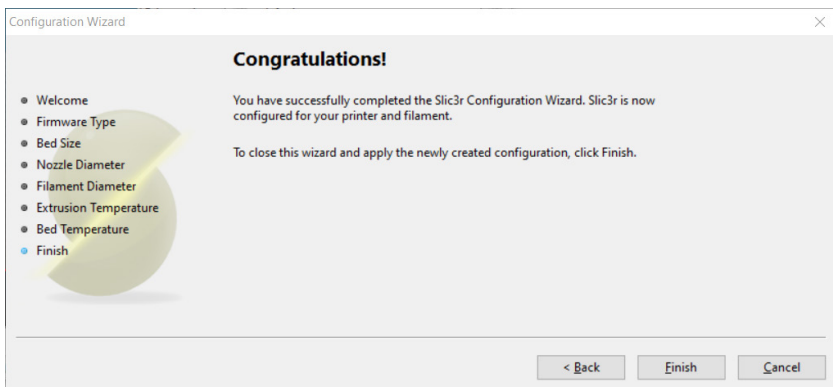 Configuration Wizard
Congratulations!
Welcome
Firmware Type
Bed Size
Nozzle Diameter
Filament Diameter
Extrusion Temperature
Bed Temperature
Finish
You have successfully completed the Slic3r Configuration Wizard. Slic3r is now
configured for your printer and filament.
To close this wizard and apply the newly created configuration, click Finish.
< Back
Finish
Cancel